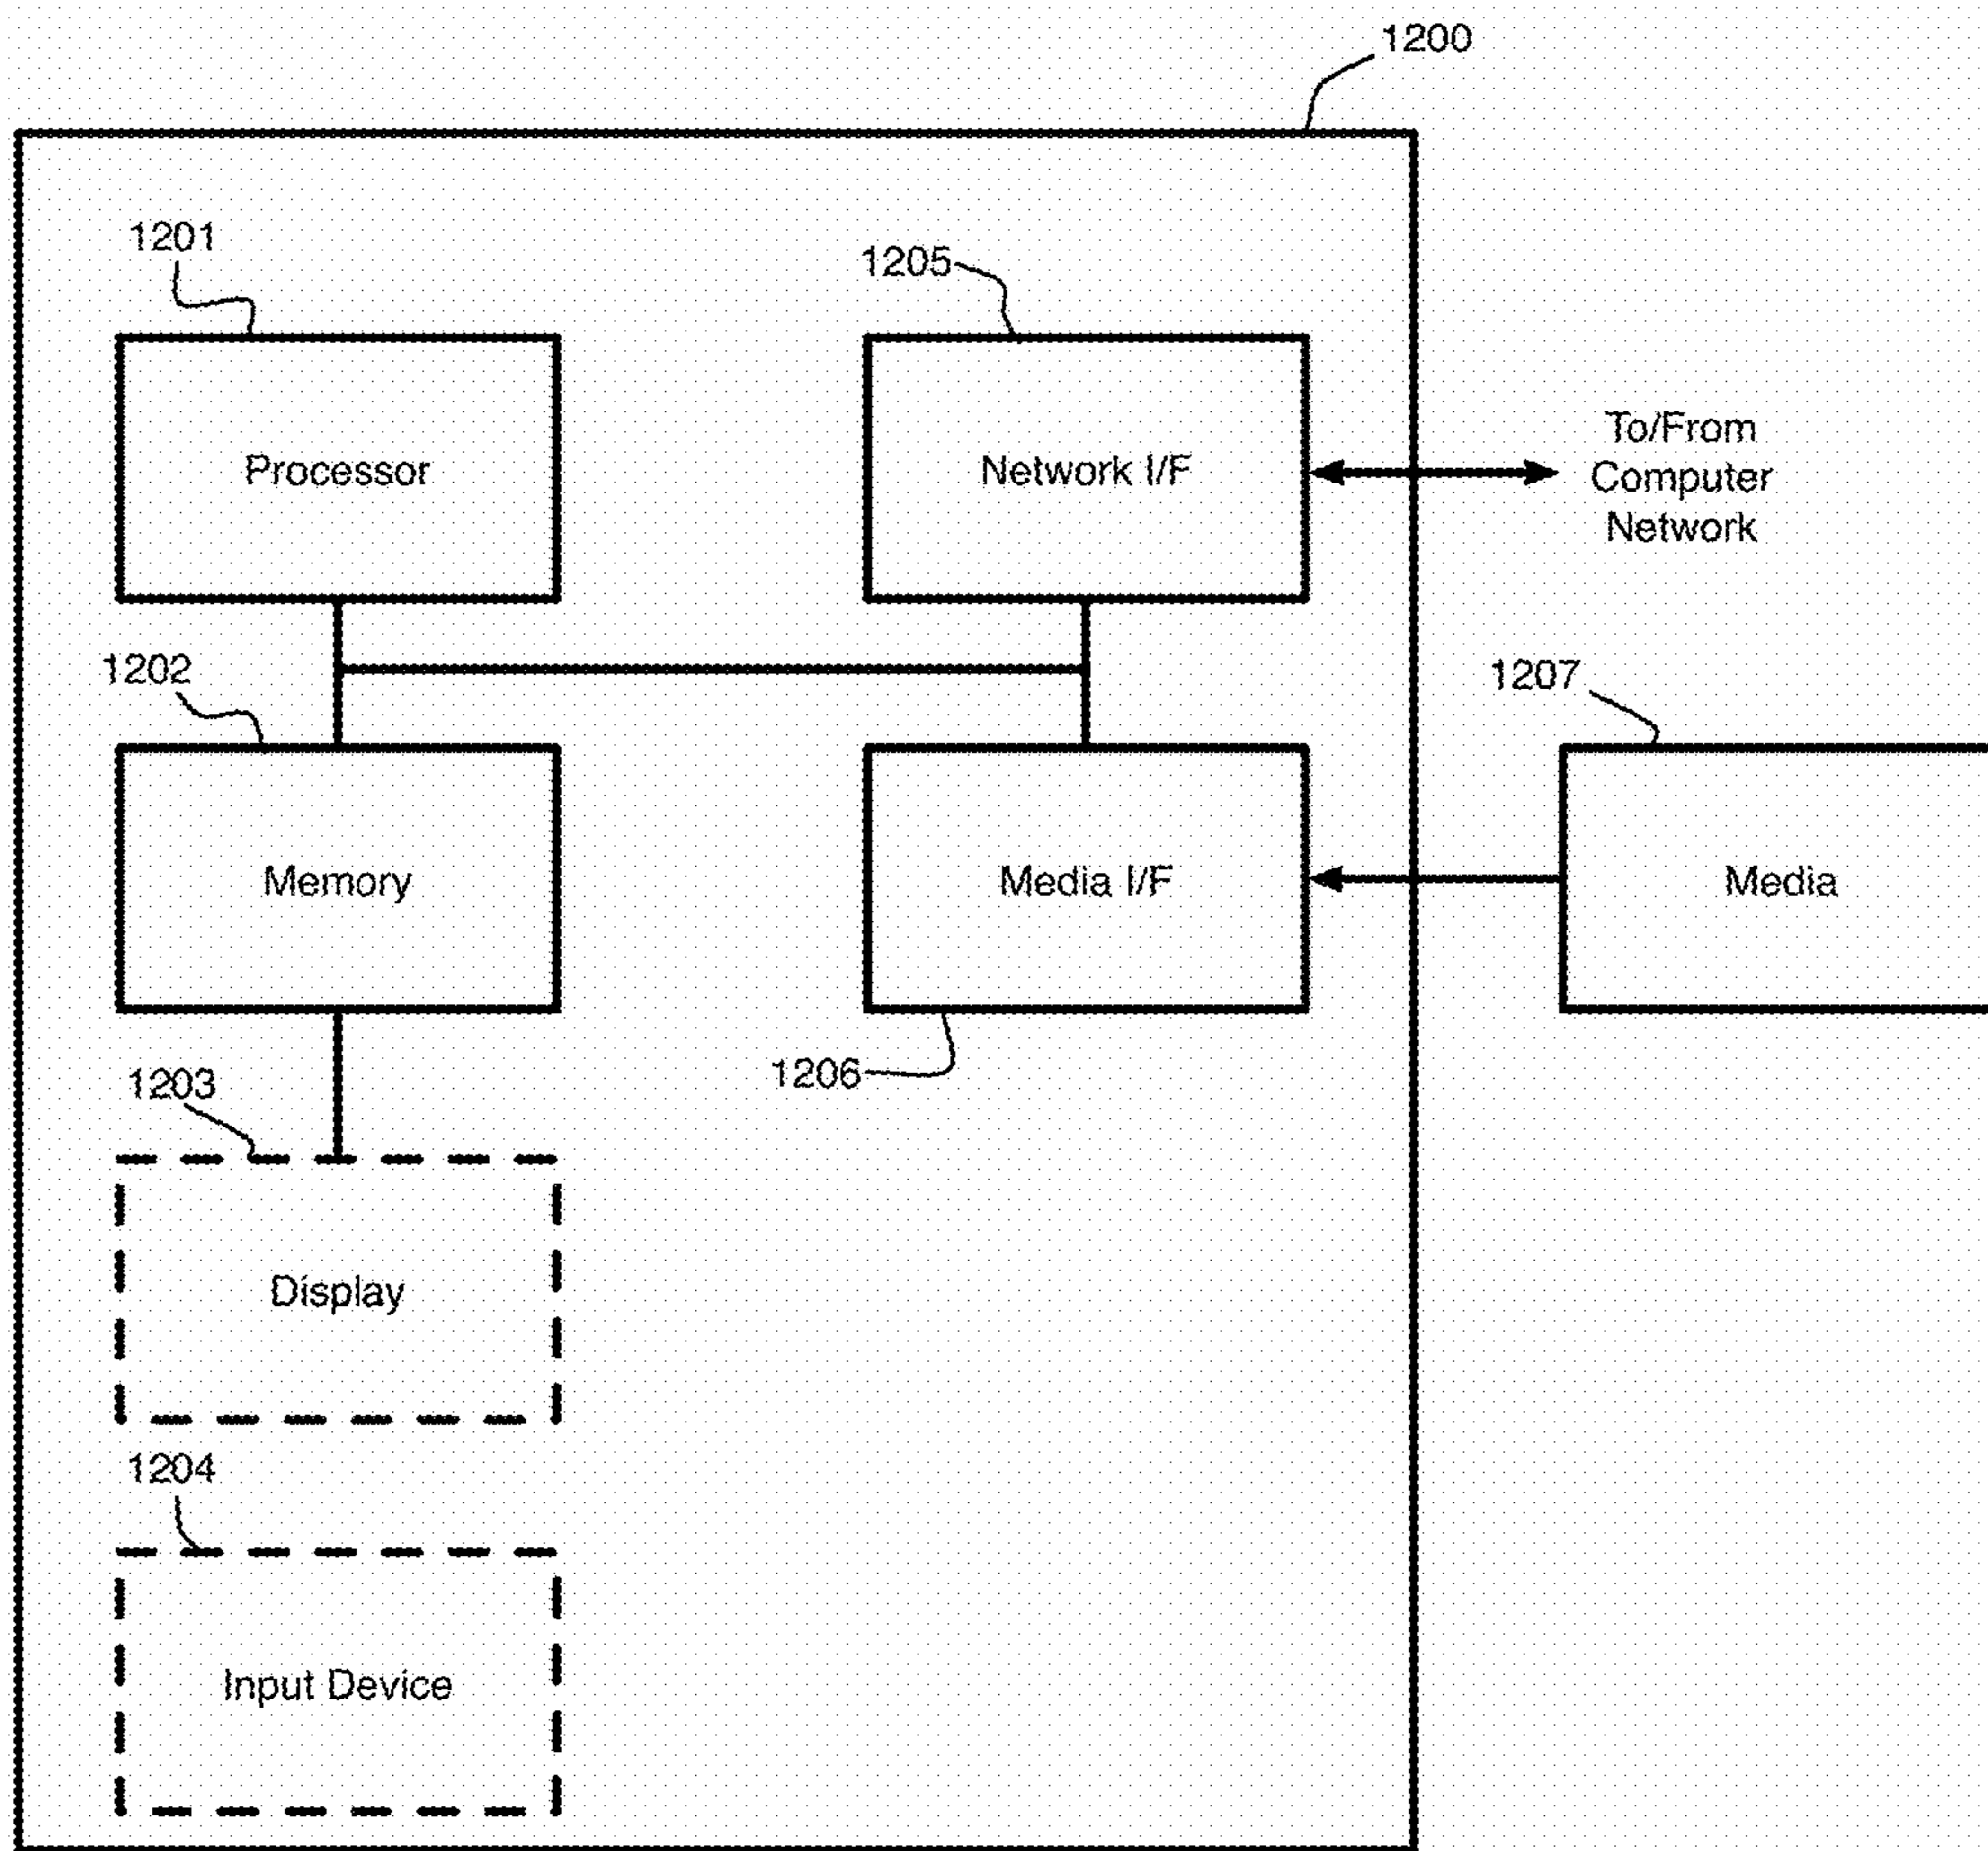 1200
1201
1205
Processor
Network I/F
To/From
Computer
Network
1202
1207
Memory
Media I/F
Media
1203
1206
Display
1204
Input Device